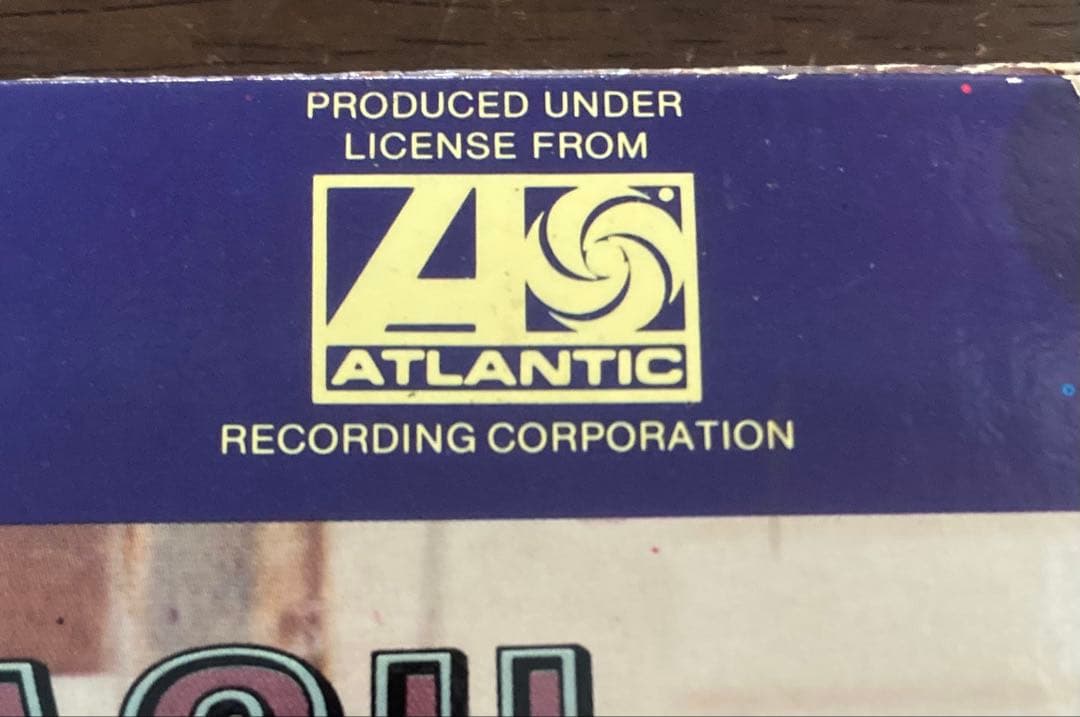 PRODUCED UNDER
LICENSE FROM
ATLANTIC
RECORDING CORPORATION